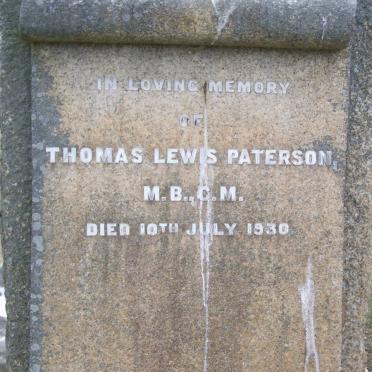 IN LOVING MEMORY
OF
THOMAS LEWIS PATERSON,
M.B., C.M.
DIED 10TH JULY 1930.